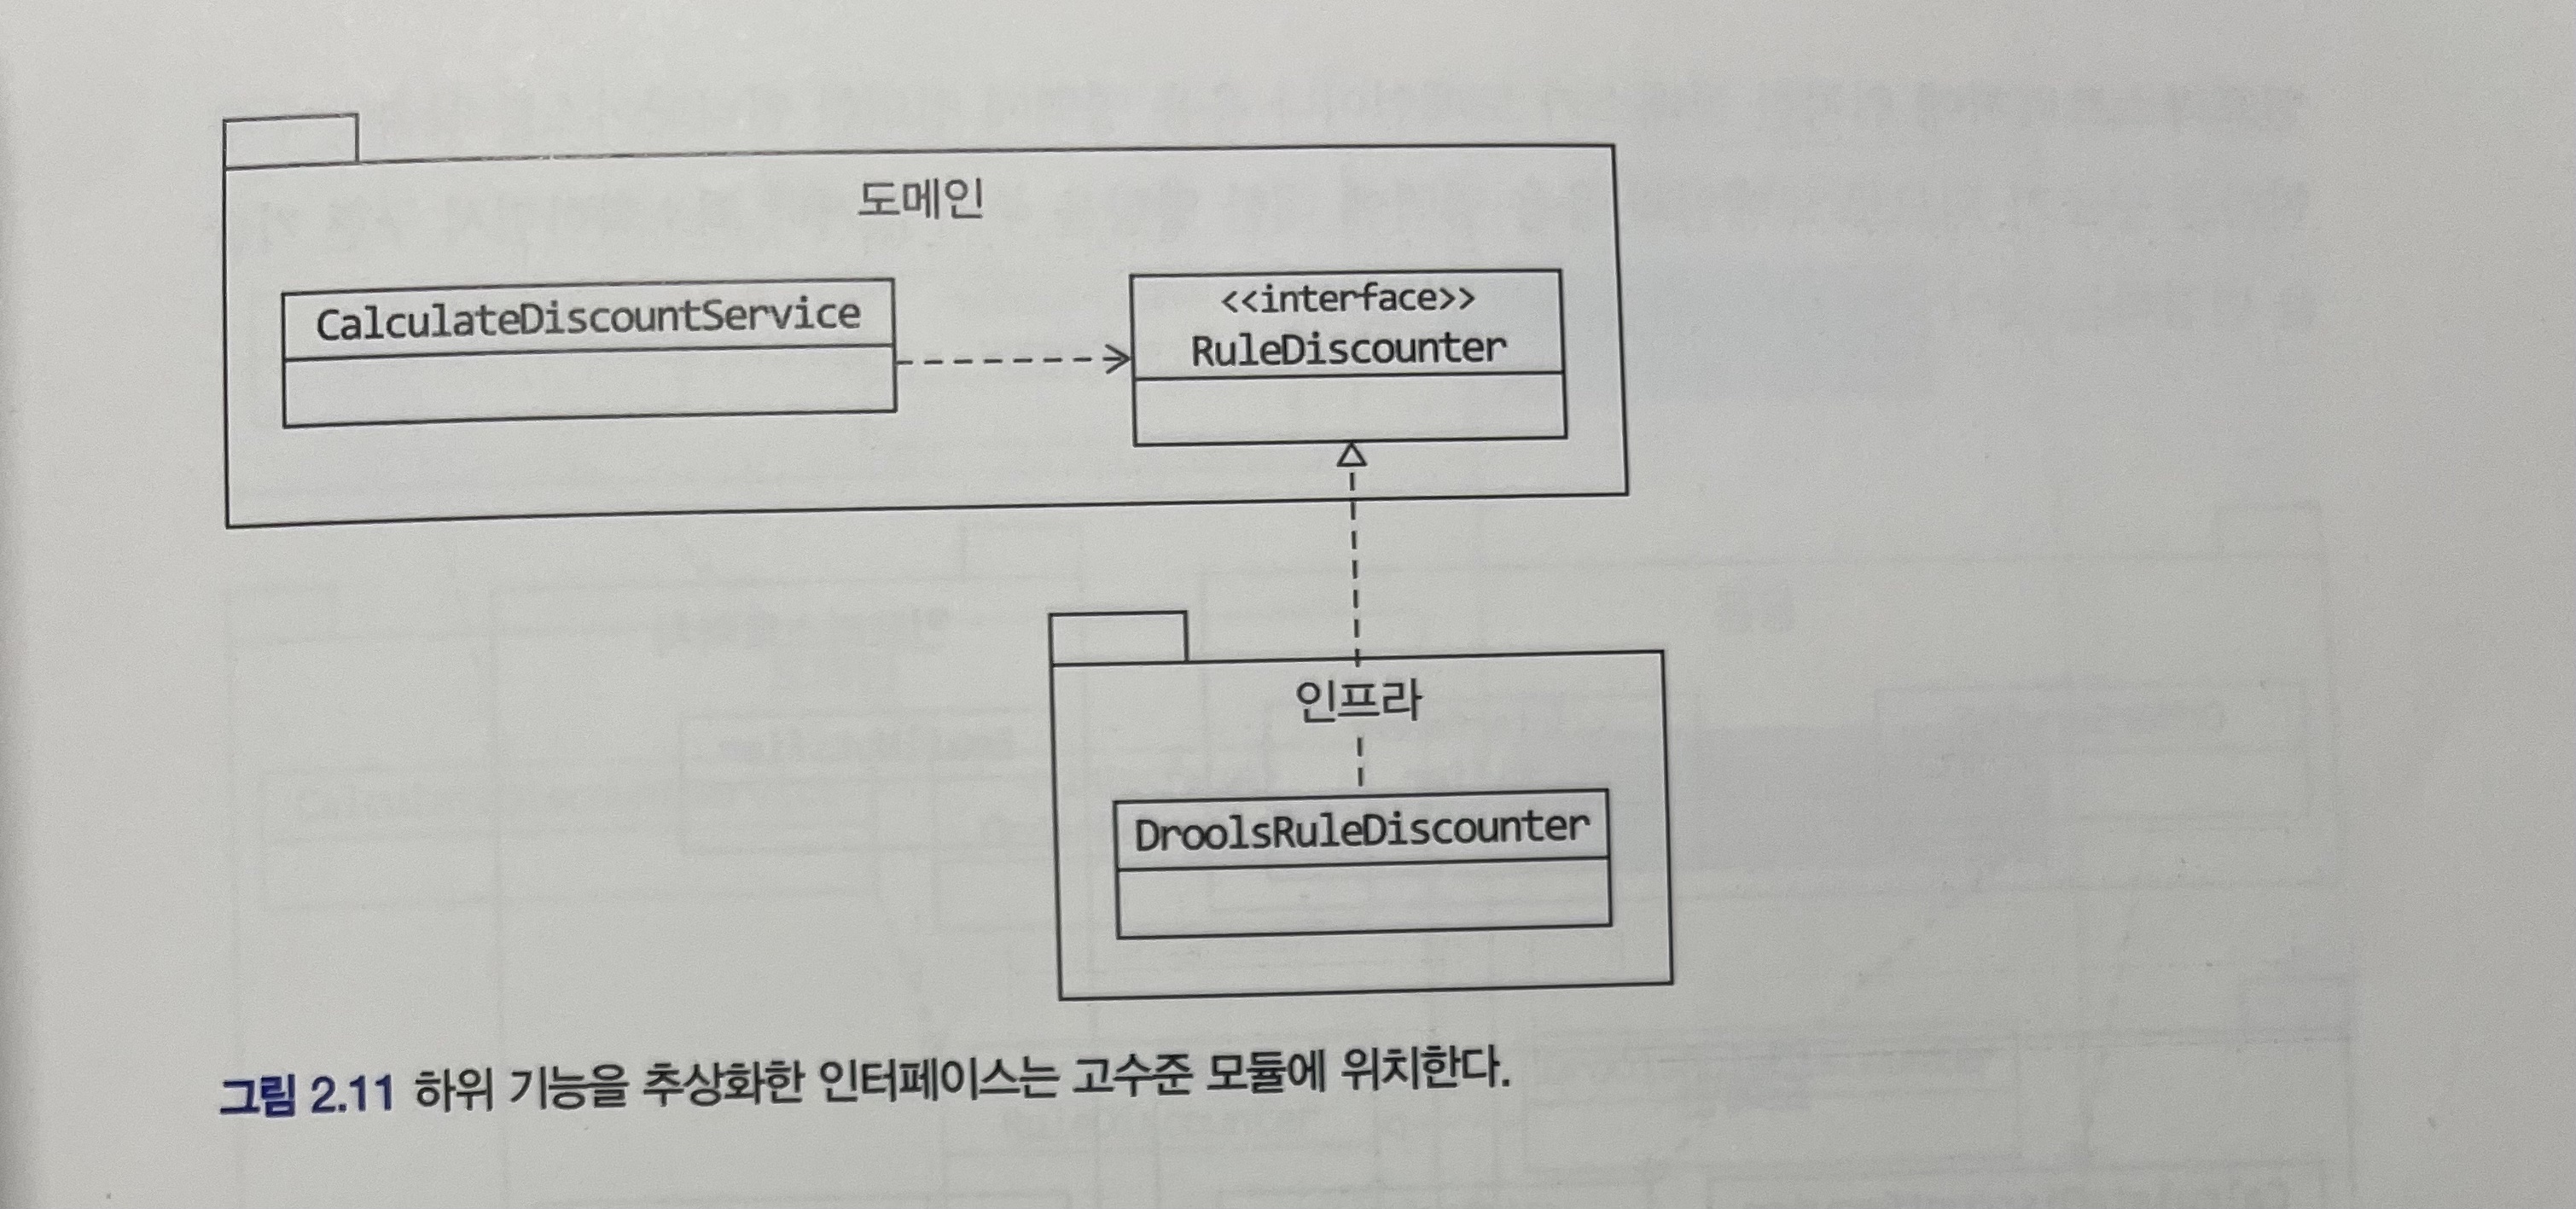 도메인
CalculateDiscountService
<<interface>>
RuleDiscounter
인프라
DroolsRuleDiscounter
그림 2.11 하위 기능을 추상화한 인터페이스는 고수준 모듈에 위치한다.